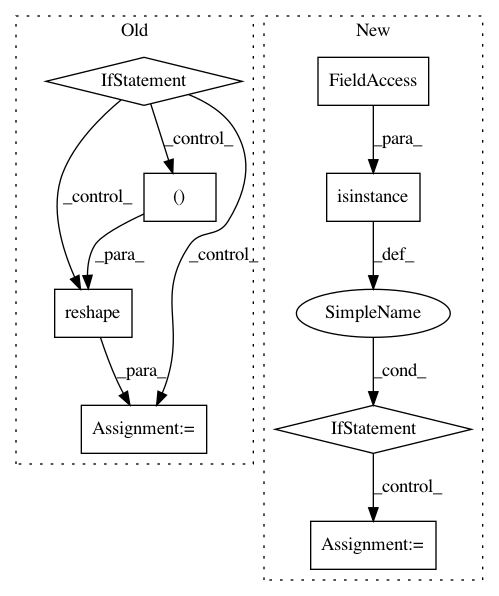 Old
New
IfStatement
FieldAccess
_control_
_para_
_control_
()
isinstance
_para_
_control_
_def_
reshape
SimpleName
_para_
_cond_
Assignment:=
IfStatement
_control_
Assignment:=